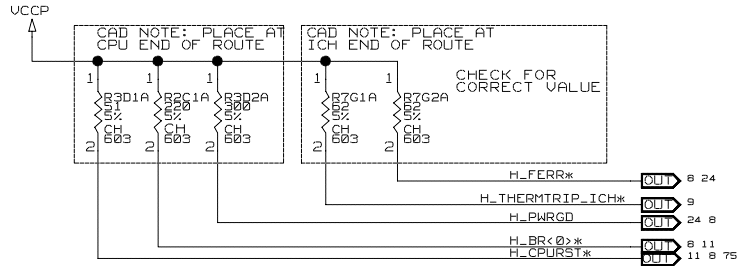 VCCP
CAD NOTE: PLACE AT
CPU END OF ROUTE
CAD NOTE: PLACE AT
ICH END OF ROUTE
CHECK FOR
CORRECT VALUE
1 1 1 1 1
R3D1A
51
5%
CH
603
R2C1A
220
5%
CH
603
R3D2A
300
5%
CH
603
R7G1A
62
5%
CH
603
R7G2A
62
5%
CH
603
2 2 2 2 2
H_FERR* OUT 8 24
H_THERMTRIP_ICH* OUT 9
H_PWRGD OUT 24 8
H_BR<0>* OUT 8 11
H_CPURST* OUT 11 8 75